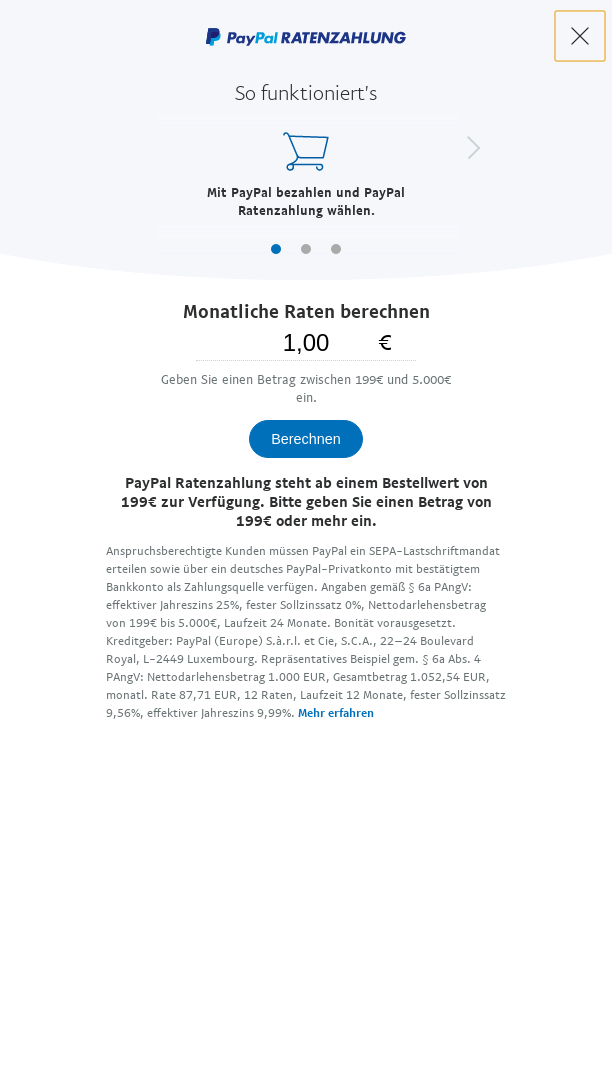 PayPal RATENZAHLUNG
So funktioniert's
Mit PayPal bezahlen und PayPal
Ratenzahlung wählen.
Monatliche Raten berechnen
1,00 €
Geben Sie einen Betrag zwischen 199€ und 5.000€
ein.
Berechnen
PayPal Ratenzahlung steht ab einem Bestellwert von
199€ zur Verfügung. Bitte geben Sie einen Betrag von
199€ oder mehr ein.
Anspruchsberechtigte Kunden müssen PayPal ein SEPA-Lastschriftmandat
erteilen sowie über ein deutsches PayPal-Privatkonto mit bestätigtem
Bankkonto als Zahlungsquelle verfügen. Angaben gemäß § 6a PAngV:
effektiver Jahreszins 25%, fester Sollzinssatz 0%, Nettodarlehensbetrag
von 199€ bis 5.000€, Laufzeit 24 Monate. Bonität vorausgesetzt.
Kreditgeber: PayPal (Europe) S.à.r.l. et Cie, S.C.A., 22–24 Boulevard
Royal, L-2449 Luxembourg. Repräsentatives Beispiel gem. § 6a Abs. 4
PAngV: Nettodarlehensbetrag 1.000 EUR, Gesamtbetrag 1.052,54 EUR,
monatl. Rate 87,71 EUR, 12 Raten, Laufzeit 12 Monate, fester Sollzinssatz
9,56%, effektiver Jahreszins 9,99%. Mehr erfahren